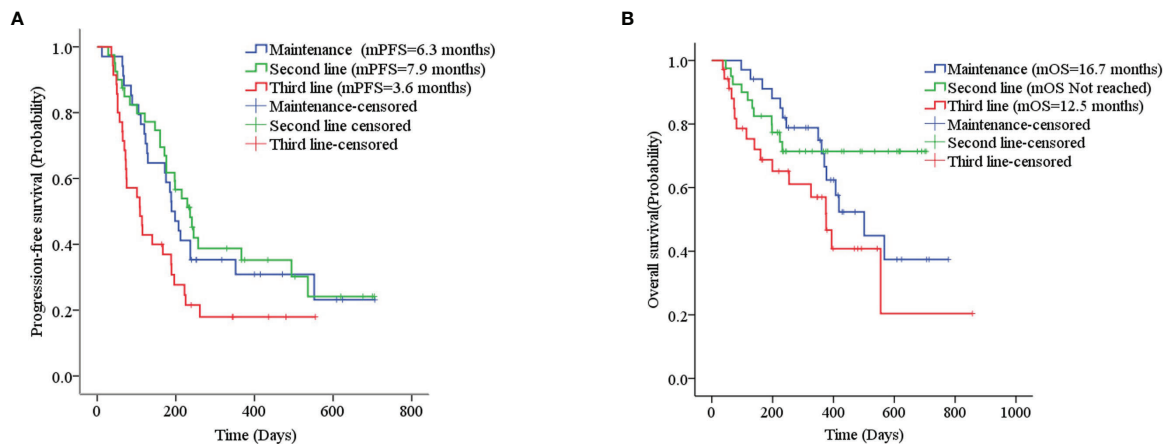 A
Progression-free survival (Probability)
1.0
0.8
0.6
0.4
0.2
0.0
0
200
400
600
800
Time (Days)
Maintenance (mPFS=6.3 months)
Second line (mPFS=7.9 months)
Third line (mPFS=3.6 months)
Maintenance-censored
Second line censored
Third line-censored
B
Overall survival(Probability)
1.0
0.8
0.6
0.4
0.2
0.0
0
200
400
600
800
1000
Time (Days)
Maintenance (mOS=16.7 months)
Second line (mOS Not reached)
Third line (mOS=12.5 months)
Maintenance-censored
Second line-censored
Third line-censored